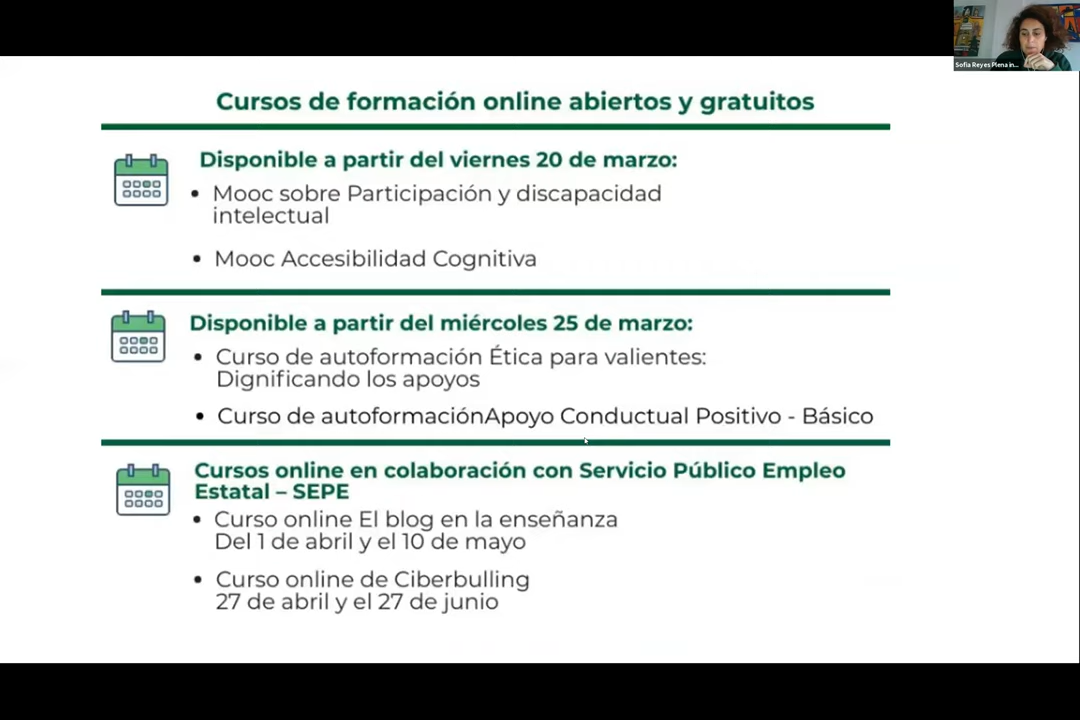 Sofía Reyes Plena in...
Cursos de formación online abiertos y gratuitos
Disponible a partir del viernes 20 de marzo:
• Mooc sobre Participación y discapacidad
intelectual
• Mooc Accesibilidad Cognitiva
Disponible a partir del miércoles 25 de marzo:
• Curso de autoformación Ética para valientes:
Dignificando los apoyos
• Curso de autoformaciónApoyo Conductual Positivo - Básico
Cursos online en colaboración con Servicio Público Empleo
Estatal – SEPE
• Curso online El blog en la enseñanza
Del 1 de abril y el 10 de mayo
• Curso online de Ciberbulling
27 de abril y el 27 de junio